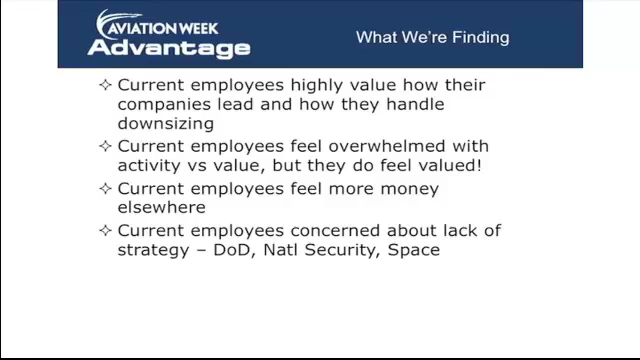 AVIATION WEEK
Advantage
What We're Finding
✧ Current employees highly value how their
companies lead and how they handle
downsizing
✧ Current employees feel overwhelmed with
activity vs value, but they do feel valued!
✧ Current employees feel more money
elsewhere
✧ Current employees concerned about lack of
strategy – DoD, Natl Security, Space